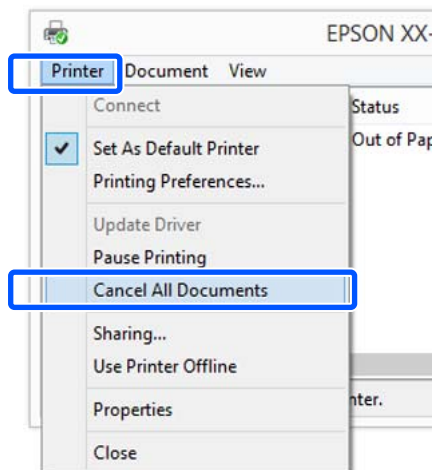 EPSON XX-
Printer Document View
Connect
Status
Set As Default Printer
Out of Pap
Printing Preferences...
Update Driver
Pause Printing
Cancel All Documents
Sharing...
Use Printer Offline
nter.
Properties
Close